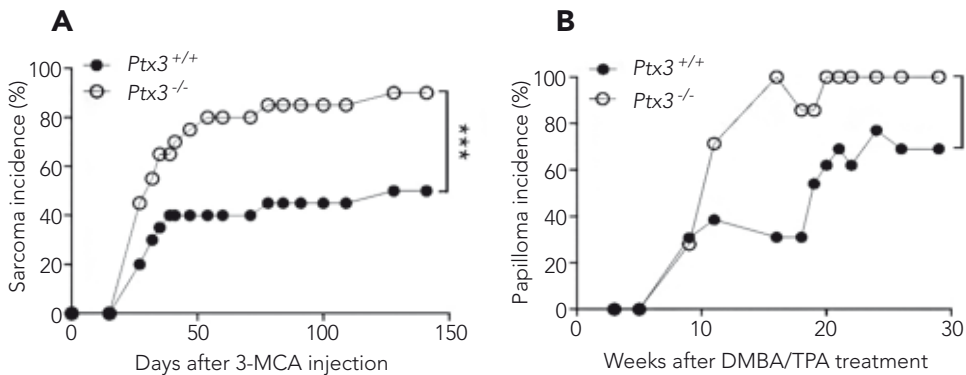 A
Ptx3+/+
Ptx3-/-
Sarcoma incidence (%)
100
80
60
40
20
0
0 50 100 150
Days after 3-MCA injection
***
B
Ptx3+/+
Ptx3-/-
Papilloma incidence (%)
100
80
60
40
20
0
0 10 20 30
Weeks after DMBA/TPA treatment